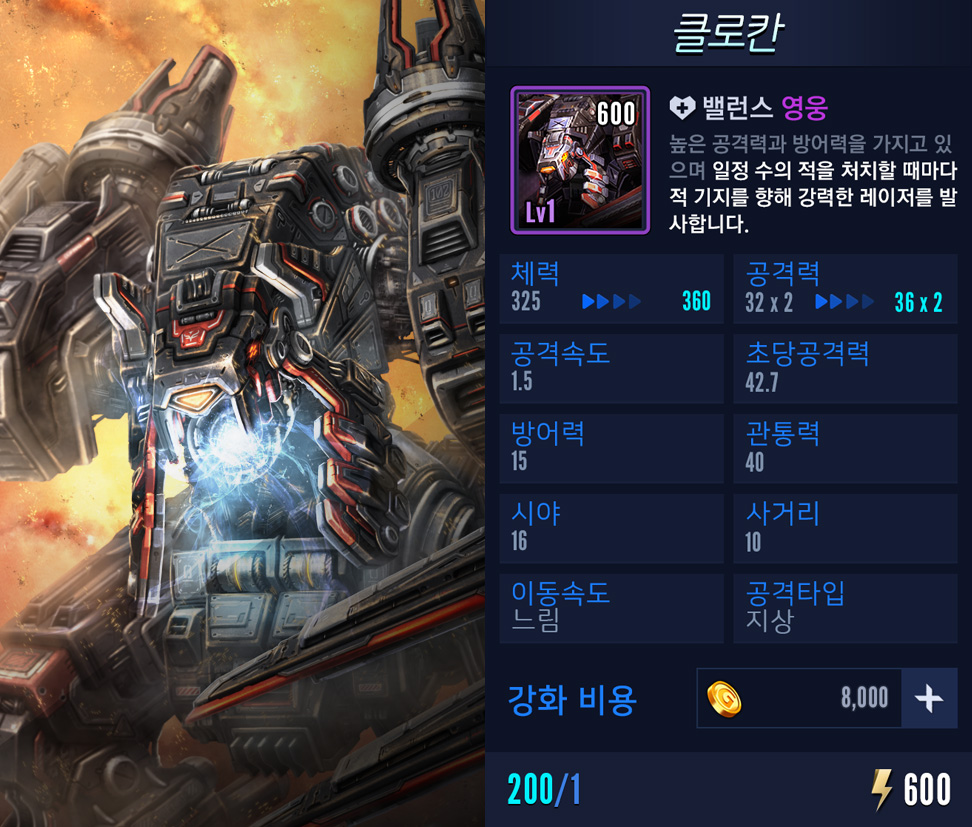 클로칸
600
Lv1
밸런스 영웅
높은 공격력과 방어력을 가지고 있
으며 일정 수의 적을 처치할 때마다
적 기지를 향해 강력한 레이저를 발
사합니다.
체력
325 360
공격력
32 x 2 36 x 2
공격속도
1.5
초당공격력
42.7
방어력
15
관통력
40
시야
16
사거리
10
이동속도
느림
공격타입
지상
강화 비용
8,000
200/1
600